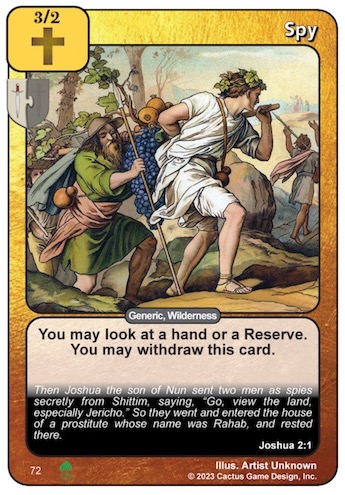 3/2
Spy
Generic, Wilderness
You may look at a hand or a Reserve.
You may withdraw this card.
Then Joshua the son of Nun sent two men as spies
secretly from Shittim, saying, “Go, view the land,
especially Jericho.” So they went and entered the house
of a prostitute whose name was Rahab, and rested
there.
Joshua 2:1
Illus. Artist Unknown
72
© 2023 Cactus Game Design, Inc.